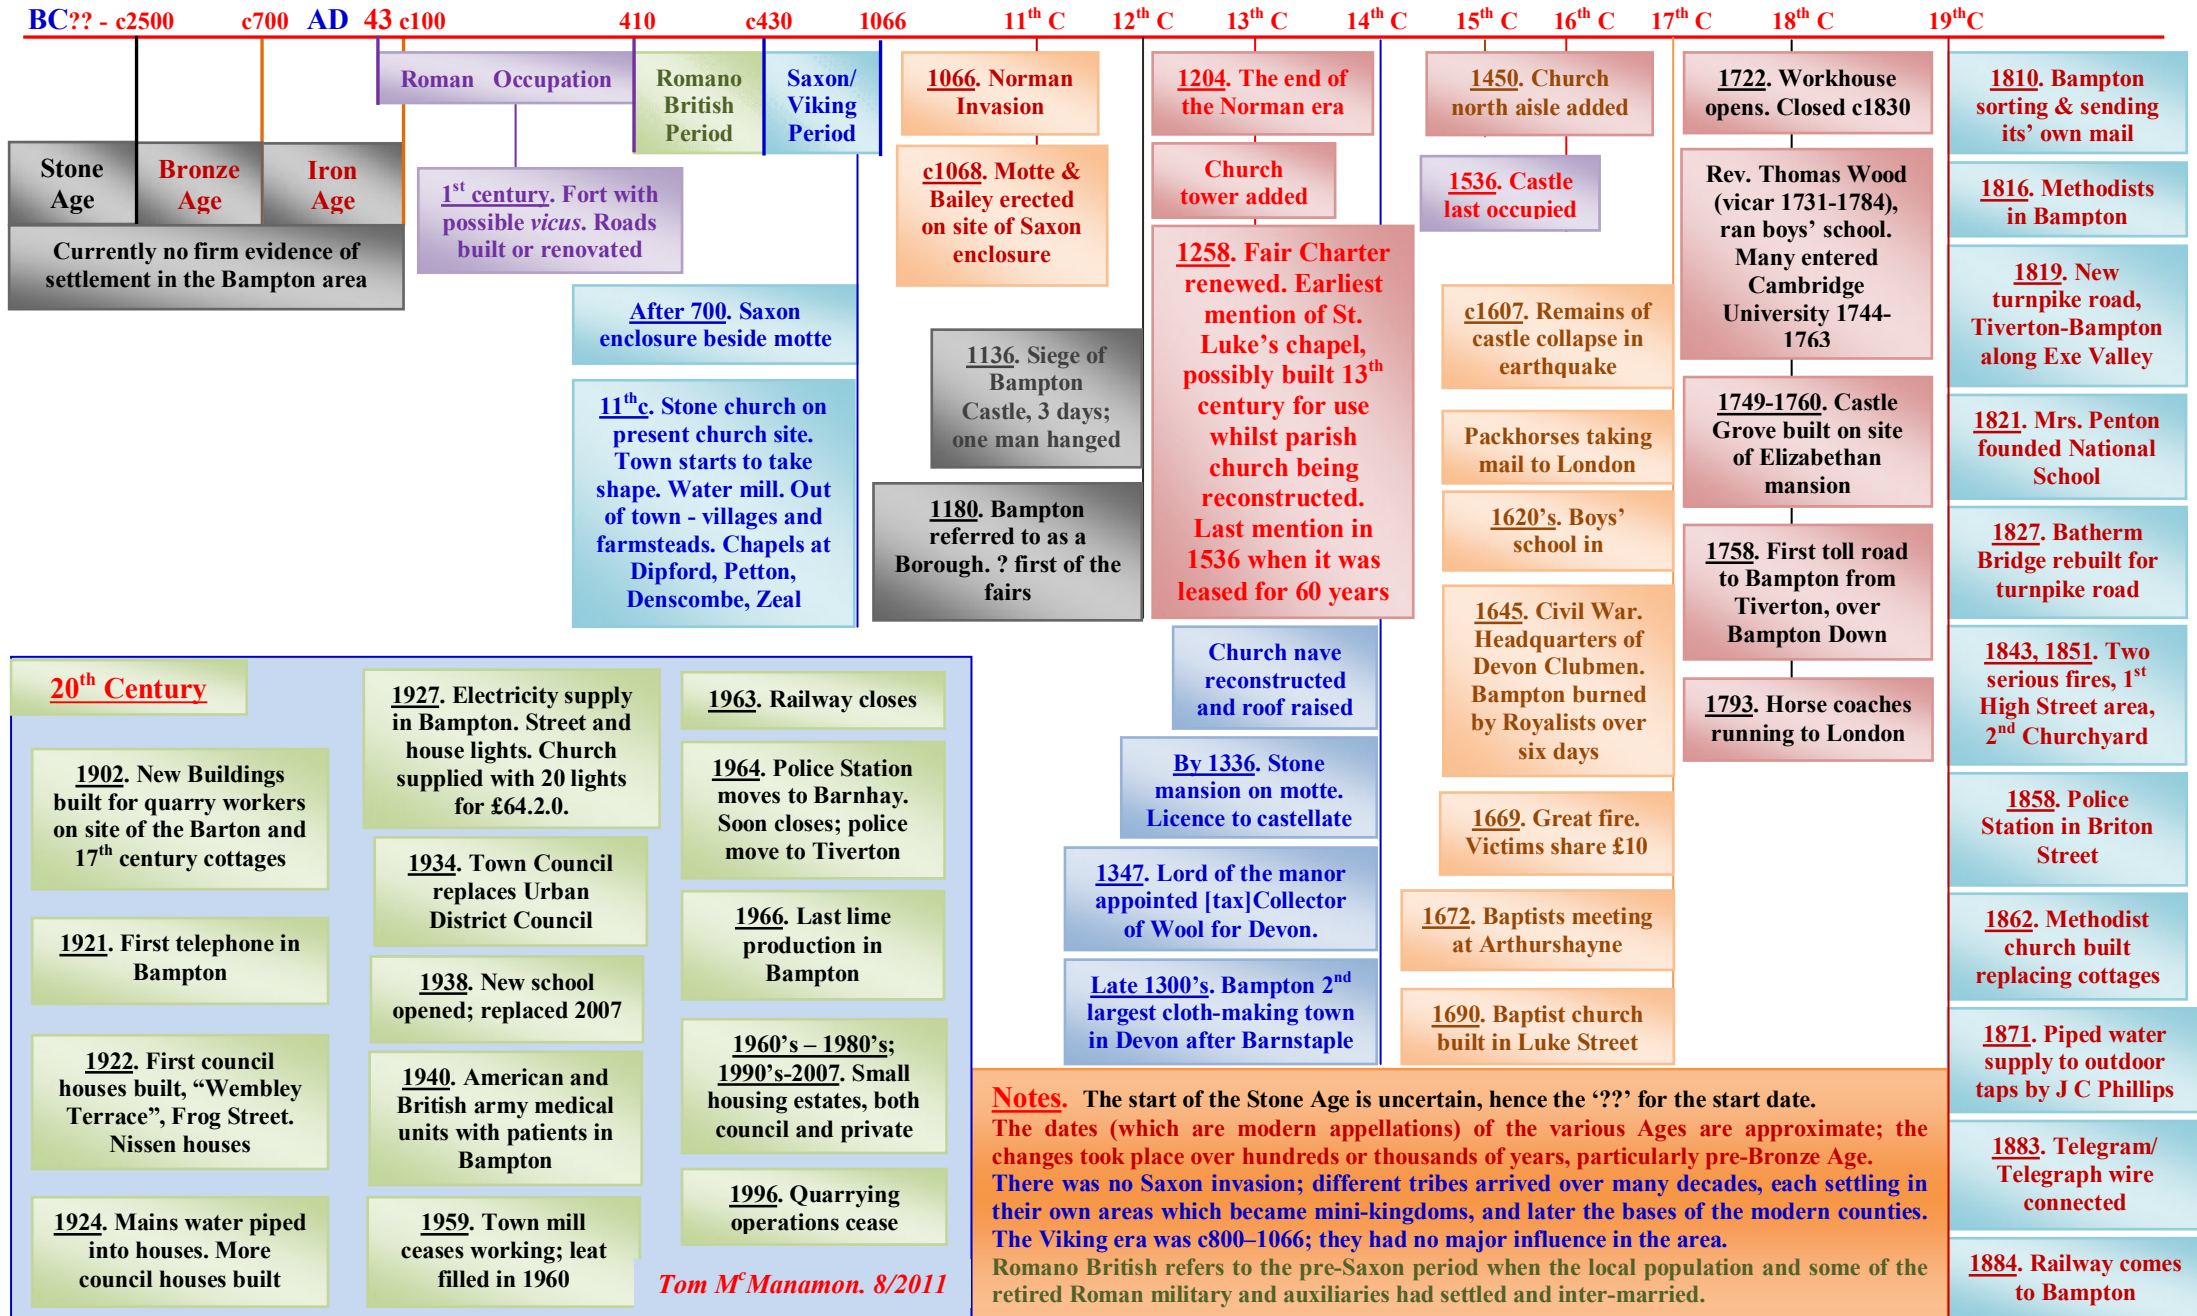 BC?? - c2500 c700 AD 43 c100 410 c430 1066 11th C 12th C 13th C 14th C 15th C 16th C 17th C 18th C 19thC
Stone
Age
Bronze
Age
Iron
Age
Currently no firm evidence of
settlement in the Bampton area
Roman Occupation
1st century. Fort with
possible vicus. Roads
built or renovated
Romano
British
Period
Saxon/
Viking
Period
After 700. Saxon
enclosure beside motte
11thc. Stone church on
present church site.
Town starts to take
shape. Water mill. Out
of town - villages and
farmsteads. Chapels at
Dipford, Petton,
Denscombe, Zeal
1066. Norman
Invasion
c1068. Motte &
Bailey erected
on site of Saxon
enclosure
1136. Siege of
Bampton
Castle, 3 days;
one man hanged
1180. Bampton
referred to as a
Borough. ? first of the
fairs
1204. The end of
the Norman era
Church
tower added
1258. Fair Charter
renewed. Earliest
mention of St.
Luke’s chapel,
possibly built 13th
century for use
whilst parish
church being
reconstructed.
Last mention in
1536 when it was
leased for 60 years
Church nave
reconstructed
and roof raised
By 1336. Stone
mansion on motte.
Licence to castellate
1347. Lord of the manor
appointed [tax]Collector
of Wool for Devon.
Late 1300’s. Bampton 2nd
largest cloth-making town
in Devon after Barnstaple
1450. Church
north aisle added
1536. Castle
last occupied
c1607. Remains of
castle collapse in
earthquake
Packhorses taking
mail to London
1620’s. Boys’
school in
1645. Civil War.
Headquarters of
Devon Clubmen.
Bampton burned
by Royalists over
six days
1669. Great fire.
Victims share £10
1672. Baptists meeting
at Arthurshayne
1690. Baptist church
built in Luke Street
1722. Workhouse
opens. Closed c1830
Rev. Thomas Wood
(vicar 1731-1784),
ran boys’ school.
Many entered
Cambridge
University 1744-
1763
1749-1760. Castle
Grove built on site
of Elizabethan
mansion
1758. First toll road
to Bampton from
Tiverton, over
Bampton Down
1793. Horse coaches
running to London
1810. Bampton
sorting & sending
its’ own mail
1816. Methodists
in Bampton
1819. New
turnpike road,
Tiverton-Bampton
along Exe Valley
1821. Mrs. Penton
founded National
School
1827. Batherm
Bridge rebuilt for
turnpike road
1843, 1851. Two
serious fires, 1st
High Street area,
2nd Churchyard
1858. Police
Station in Briton
Street
1862. Methodist
church built
replacing cottages
1871. Piped water
supply to outdoor
taps by J C Phillips
1883. Telegram/
Telegraph wire
connected
1884. Railway comes
to Bampton
20th Century
1902. New Buildings
built for quarry workers
on site of the Barton and
17th century cottages
1921. First telephone in
Bampton
1922. First council
houses built, “Wembley
Terrace”, Frog Street.
Nissen houses
1924. Mains water piped
into houses. More
council houses built
1927. Electricity supply
in Bampton. Street and
house lights. Church
supplied with 20 lights
for £64.2.0.
1934. Town Council
replaces Urban
District Council
1938. New school
opened; replaced 2007
1940. American and
British army medical
units with patients in
Bampton
1959. Town mill
ceases working; leat
filled in 1960
1963. Railway closes
1964. Police Station
moves to Barnhay.
Soon closes; police
move to Tiverton
1966. Last lime
production in
Bampton
1960’s – 1980’s;
1990’s-2007. Small
housing estates, both
council and private
1996. Quarrying
operations cease
Tom McManamon. 8/2011
Notes. The start of the Stone Age is uncertain, hence the ‘??’ for the start date.
The dates (which are modern appellations) of the various Ages are approximate; the
changes took place over hundreds or thousands of years, particularly pre-Bronze Age.
There was no Saxon invasion; different tribes arrived over many decades, each settling in
their own areas which became mini-kingdoms, and later the bases of the modern counties.
The Viking era was c800–1066; they had no major influence in the area.
Romano British refers to the pre-Saxon period when the local population and some of the
retired Roman military and auxiliaries had settled and inter-married.